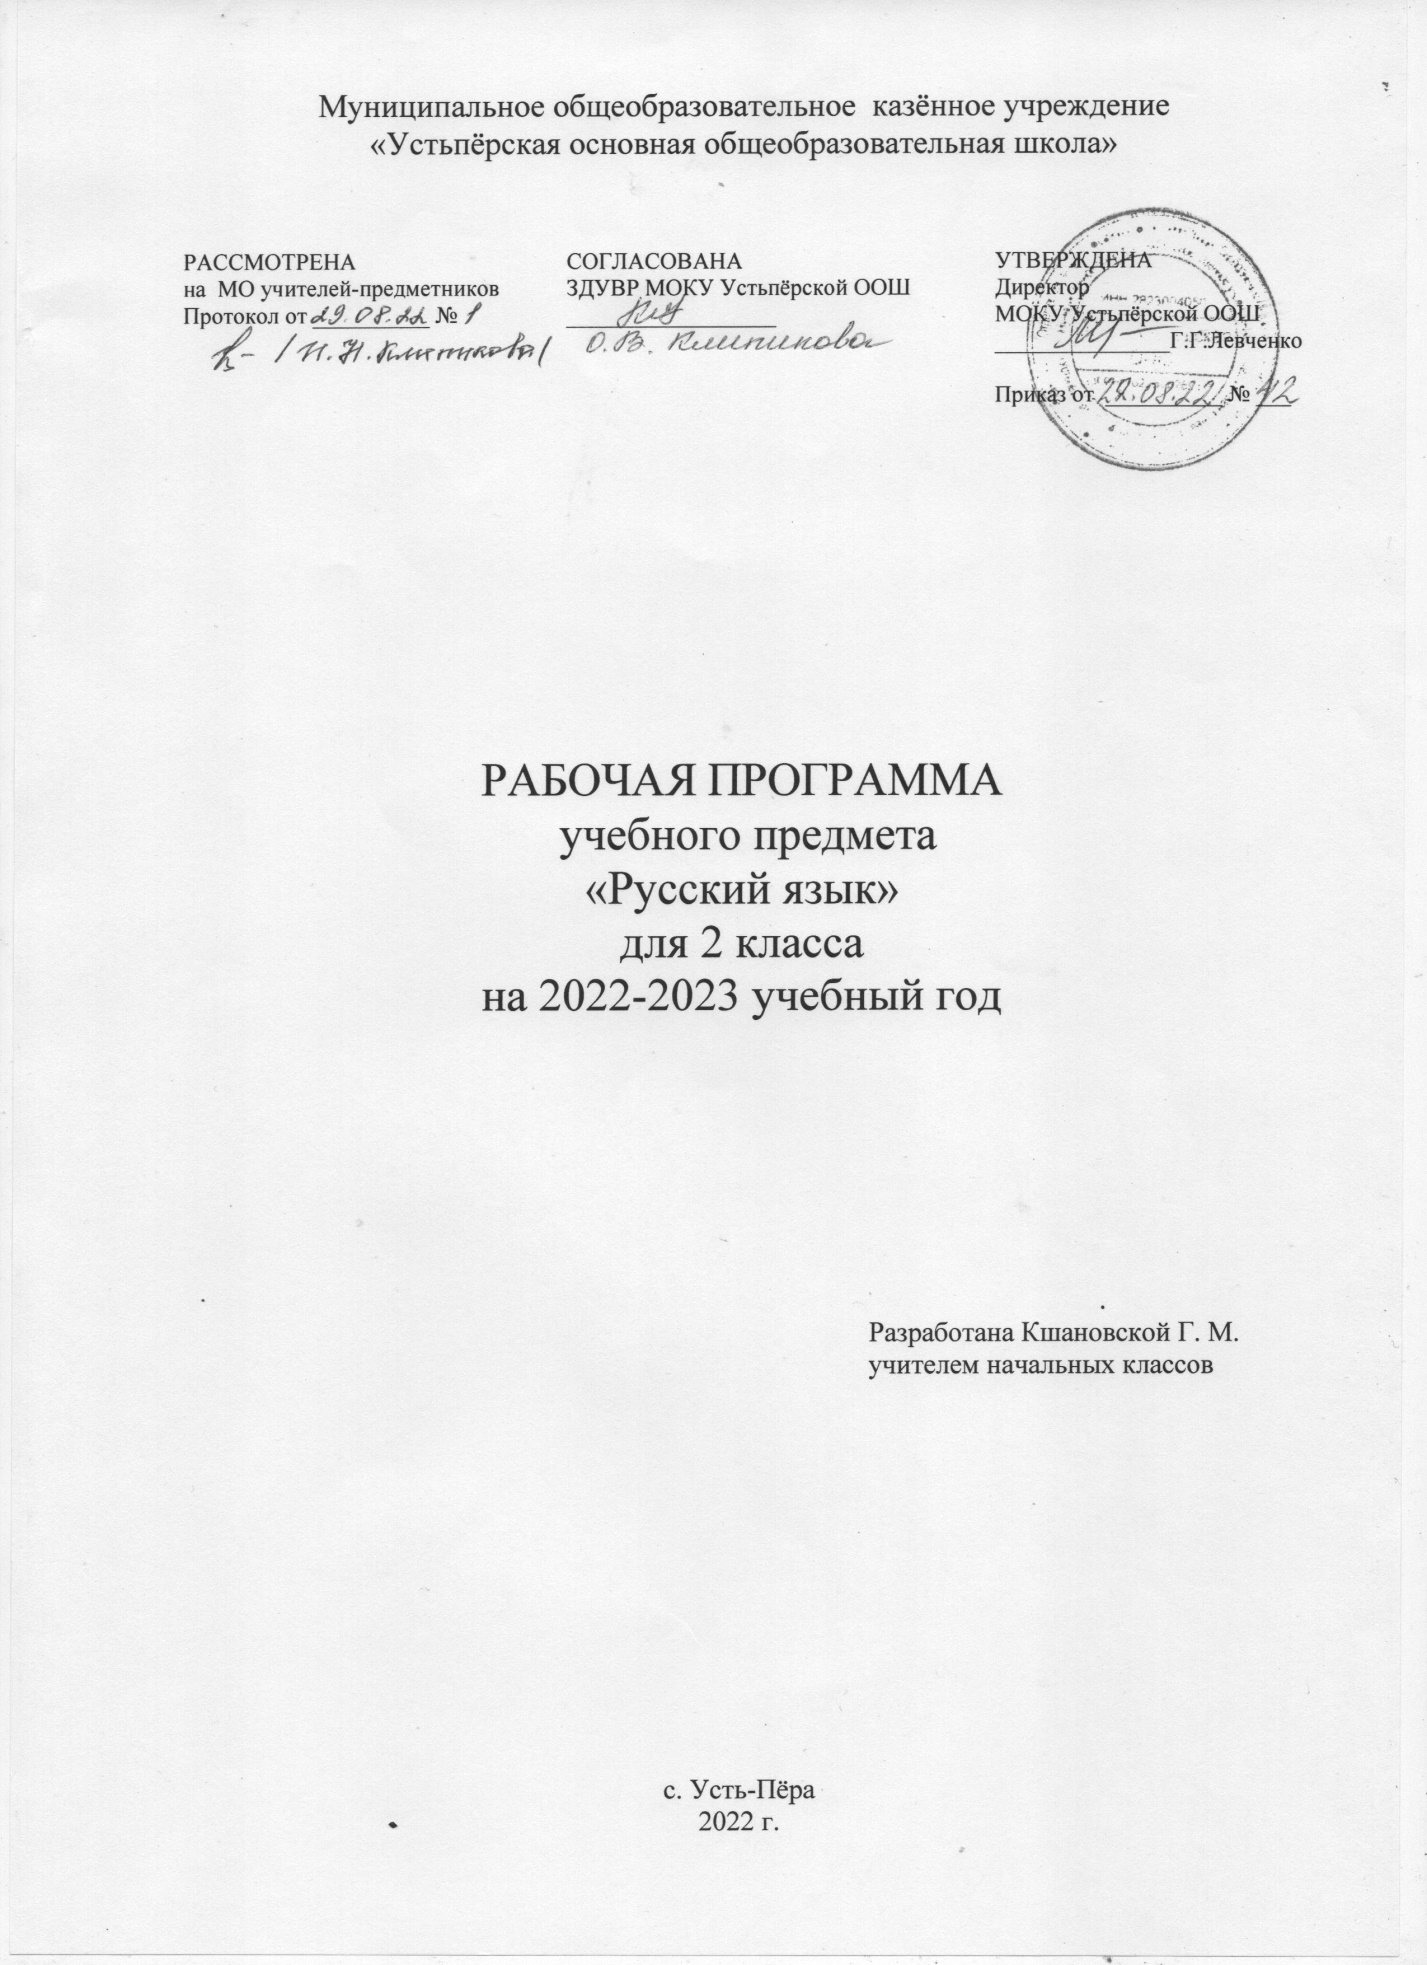 Муниципальное общеобразовательное казённое учреждение
«Устьпёрская основная общеобразовательная школа»
РАССМОТРЕНА
на МО учителей-предметников
Протокол от 29.08.22 № 1
/ Н.Н. Клипикова/
СОГЛАСОВАНА
ЗДУВР МОКУ Устьпёрской ООШ
О.В. Клипикова
УТВЕРЖДЕНА
Директор
МОКУ Устьпёрской ООШ
Г.Г.Левченко
Приказ от 29.08.22 № 42
РАБОЧАЯ ПРОГРАММА
учебного предмета
«Русский язык»
для 2 класса
на 2022-2023 учебный год
Разработана Кшановской Г. М.
учителем начальных классов
с. Усть-Пёра
2022 г.